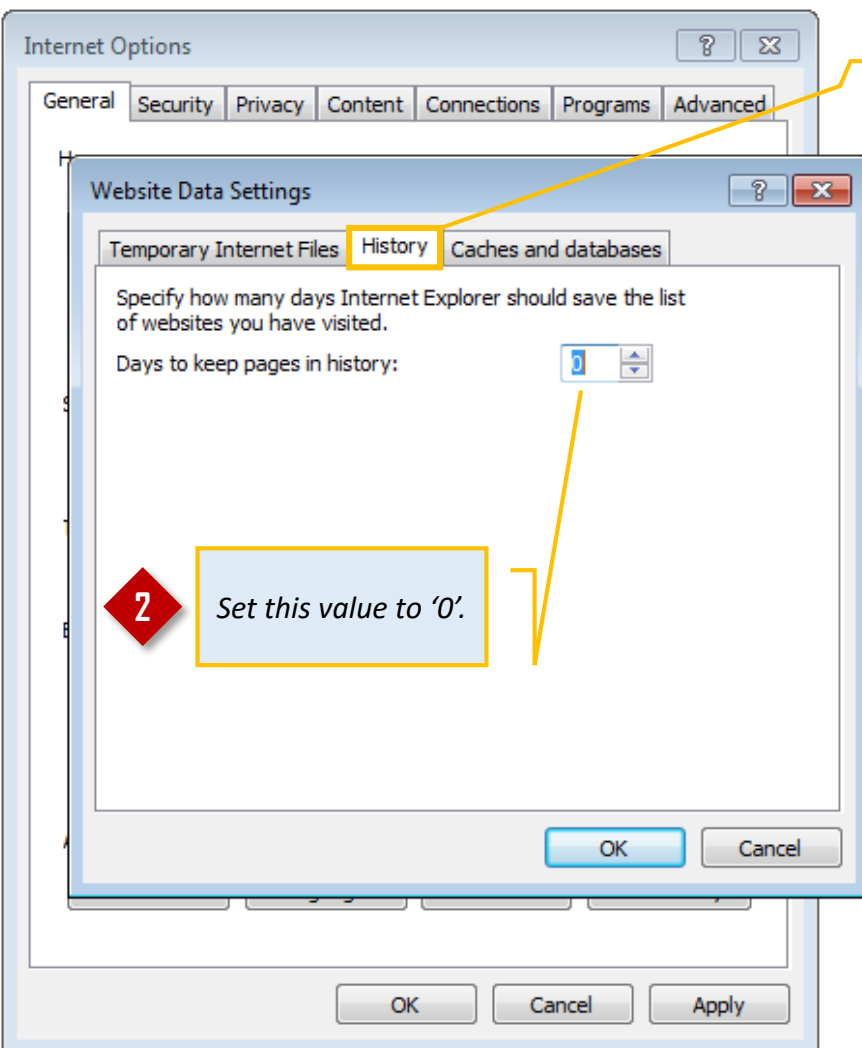 Internet Options
General Security Privacy Content Connections Programs Advanced
Website Data Settings
Temporary Internet Files History Caches and databases
Specify how many days Internet Explorer should save the list
of websites you have visited.
Days to keep pages in history: 0
2 Set this value to ‘0’.
OK Cancel
OK Cancel Apply